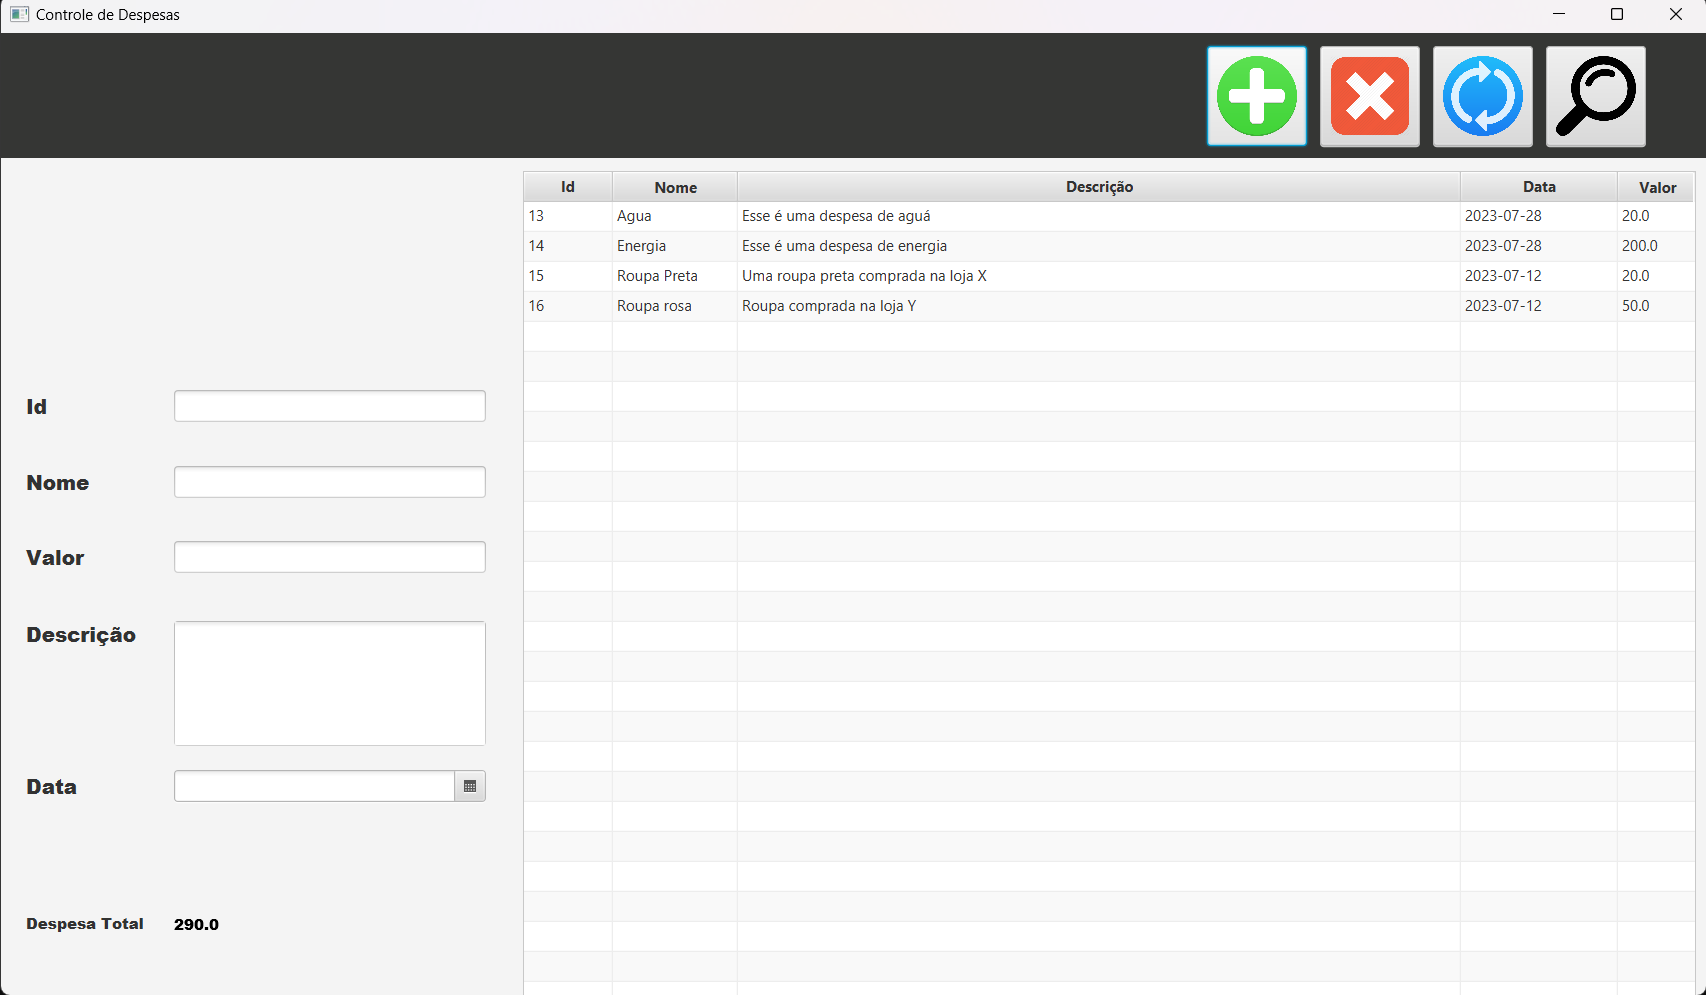 Controle de Despesas
Id Nome Descrição Data Valor
13 Agua Esse é uma despesa de aguá 2023-07-28 20.0
14 Energia Esse é uma despesa de energia 2023-07-28 200.0
15 Roupa Preta Uma roupa preta comprada na loja X 2023-07-12 20.0
16 Roupa rosa Roupa comprada na loja Y 2023-07-12 50.0
Id
Nome
Valor
Descrição
Data
Despesa Total 290.0